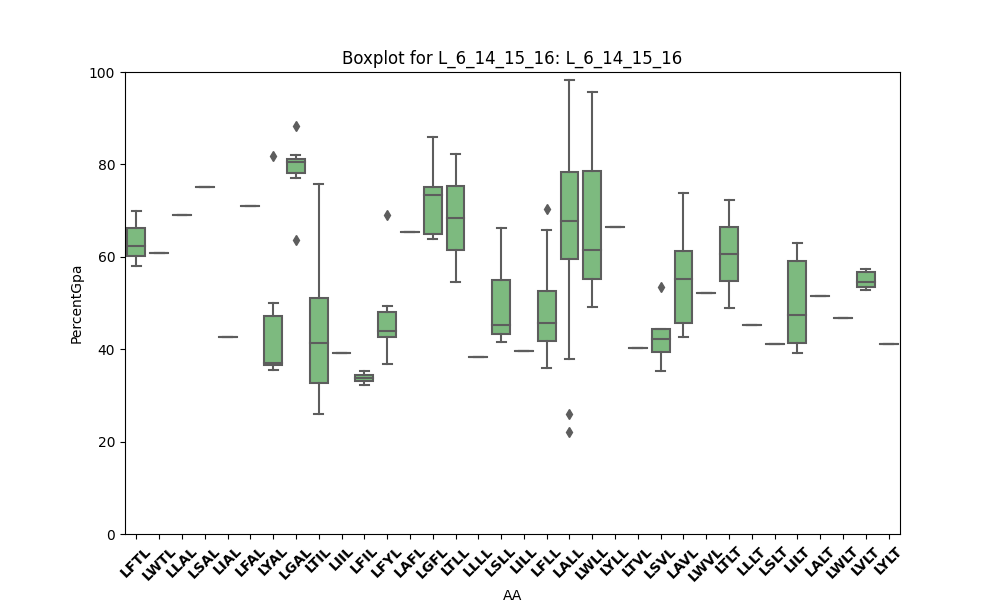 Boxplot for L_6_14_15_16: L_6_14_15_16
100
80
60
40
20
0
PercentGpa
LFTL LWTL LLAL LSAL LIAL LFAL LYAL LGAL LTIL LIIL LFIL LFYL LAFL LGFL LTLL LLLL LSLL LILL LFLL LALL LWLL LYLL LTVL LSVL LAVL LWVL LTLT LLLT LSLT LILT LALT LWLT LVLT LYLT
AA